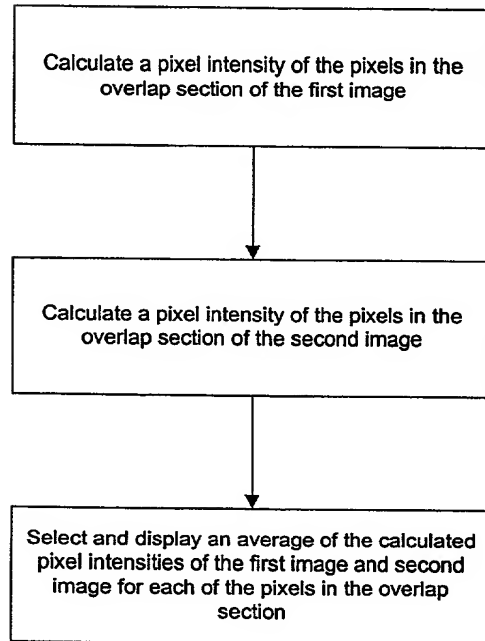 Calculate a pixel intensity of the pixels in the
overlap section of the first image
Calculate a pixel intensity of the pixels in the
overlap section of the second image
Select and display an average of the calculated
pixel intensities of the first image and second
image for each of the pixels in the overlap
section